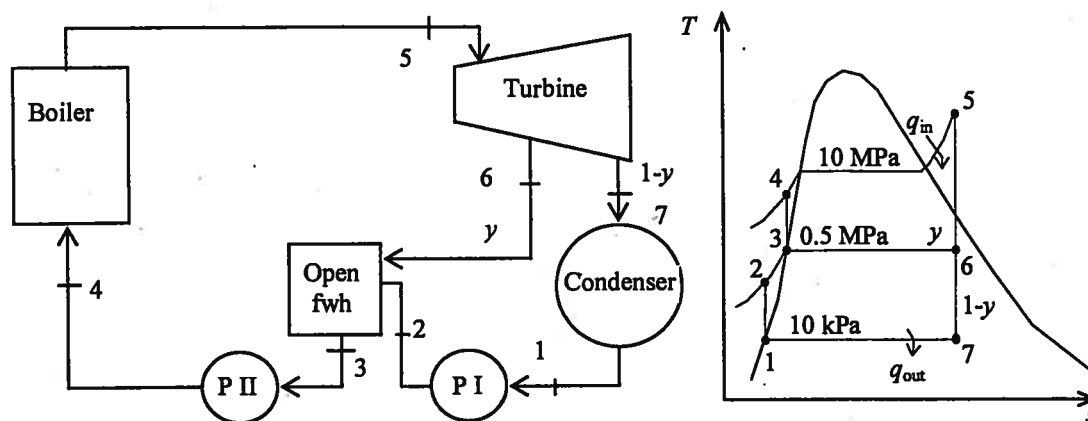 5
Boiler
Turbine
6
1-y
7
y
4
Open
fwh
2
3
Condenser
1
P II
P I
T
5
q_in
10 MPa
4
3
0.5 MPa
y
6
2
1-y
10 kPa
1
7
q_out